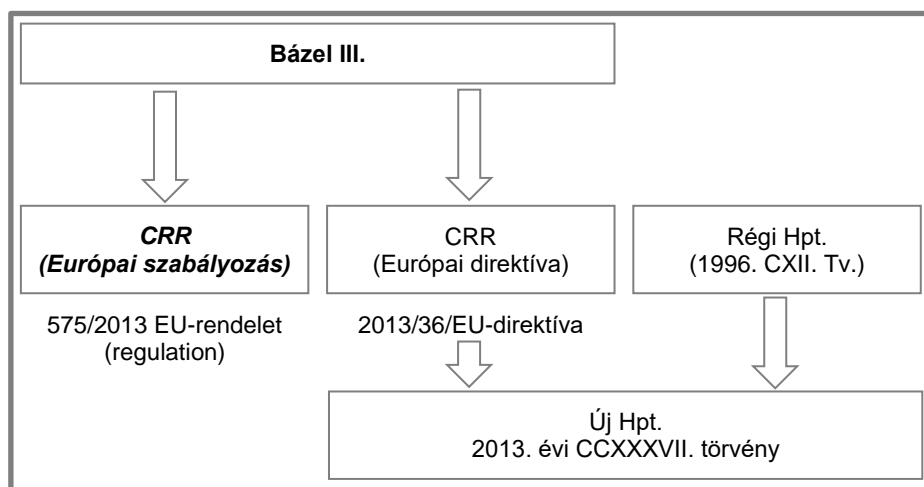 Bázel III.
CRR
(Európai szabályozás)
CRR
(Európai direktíva)
Régi Hpt.
(1996. CXII. Tv.)
575/2013 EU-rendelet
(regulation)
2013/36/EU-direktíva
Új Hpt.
2013. évi CCXXXVII. törvény